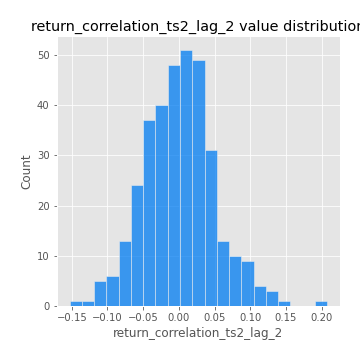 return_correlation_ts2_lag_2 value distribution
50
40
30
20
10
0
Count
−0.15 −0.10 −0.05 0.00 0.05 0.10 0.15 0.20
return_correlation_ts2_lag_2